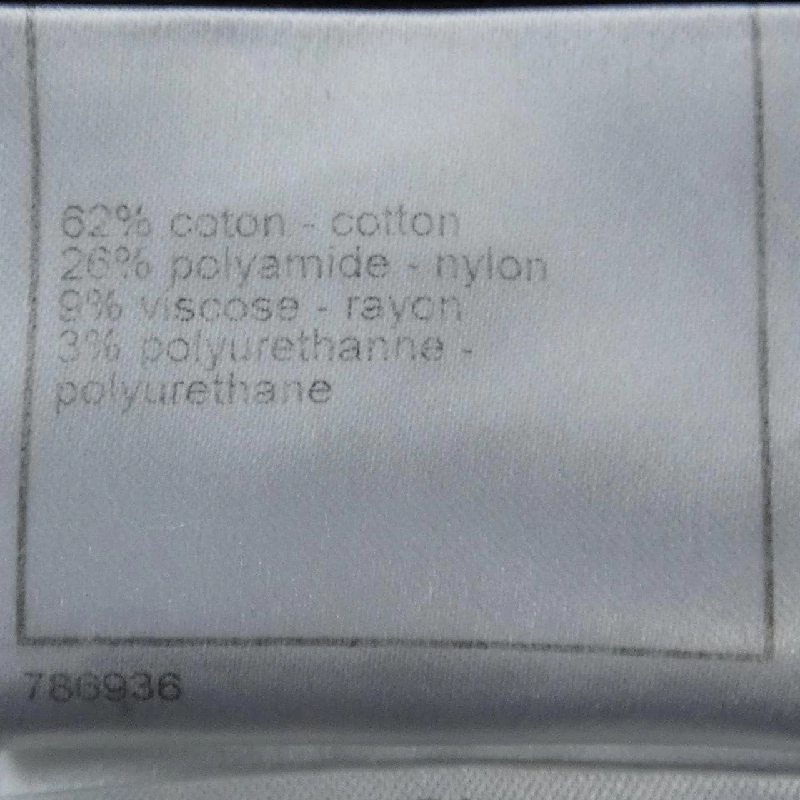 62% coton - cotton
26% polyamide - nylon
9% viscose - rayon
3% polyurethanne -
polyurethane
786936